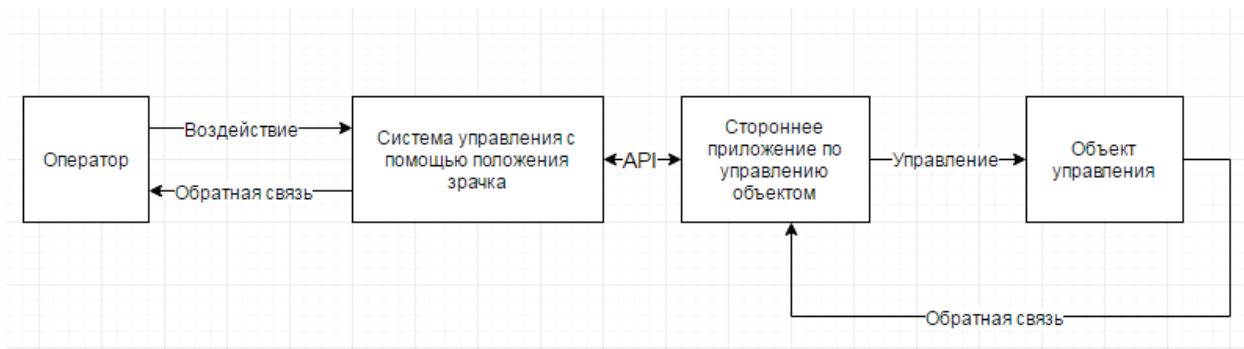 Оператор
Воздействие
Обратная связь
Система управления с
помощью положения
зрачка
API
Стороннее
приложение по
управлению
объектом
Управление
Объект
управления
Обратная связь